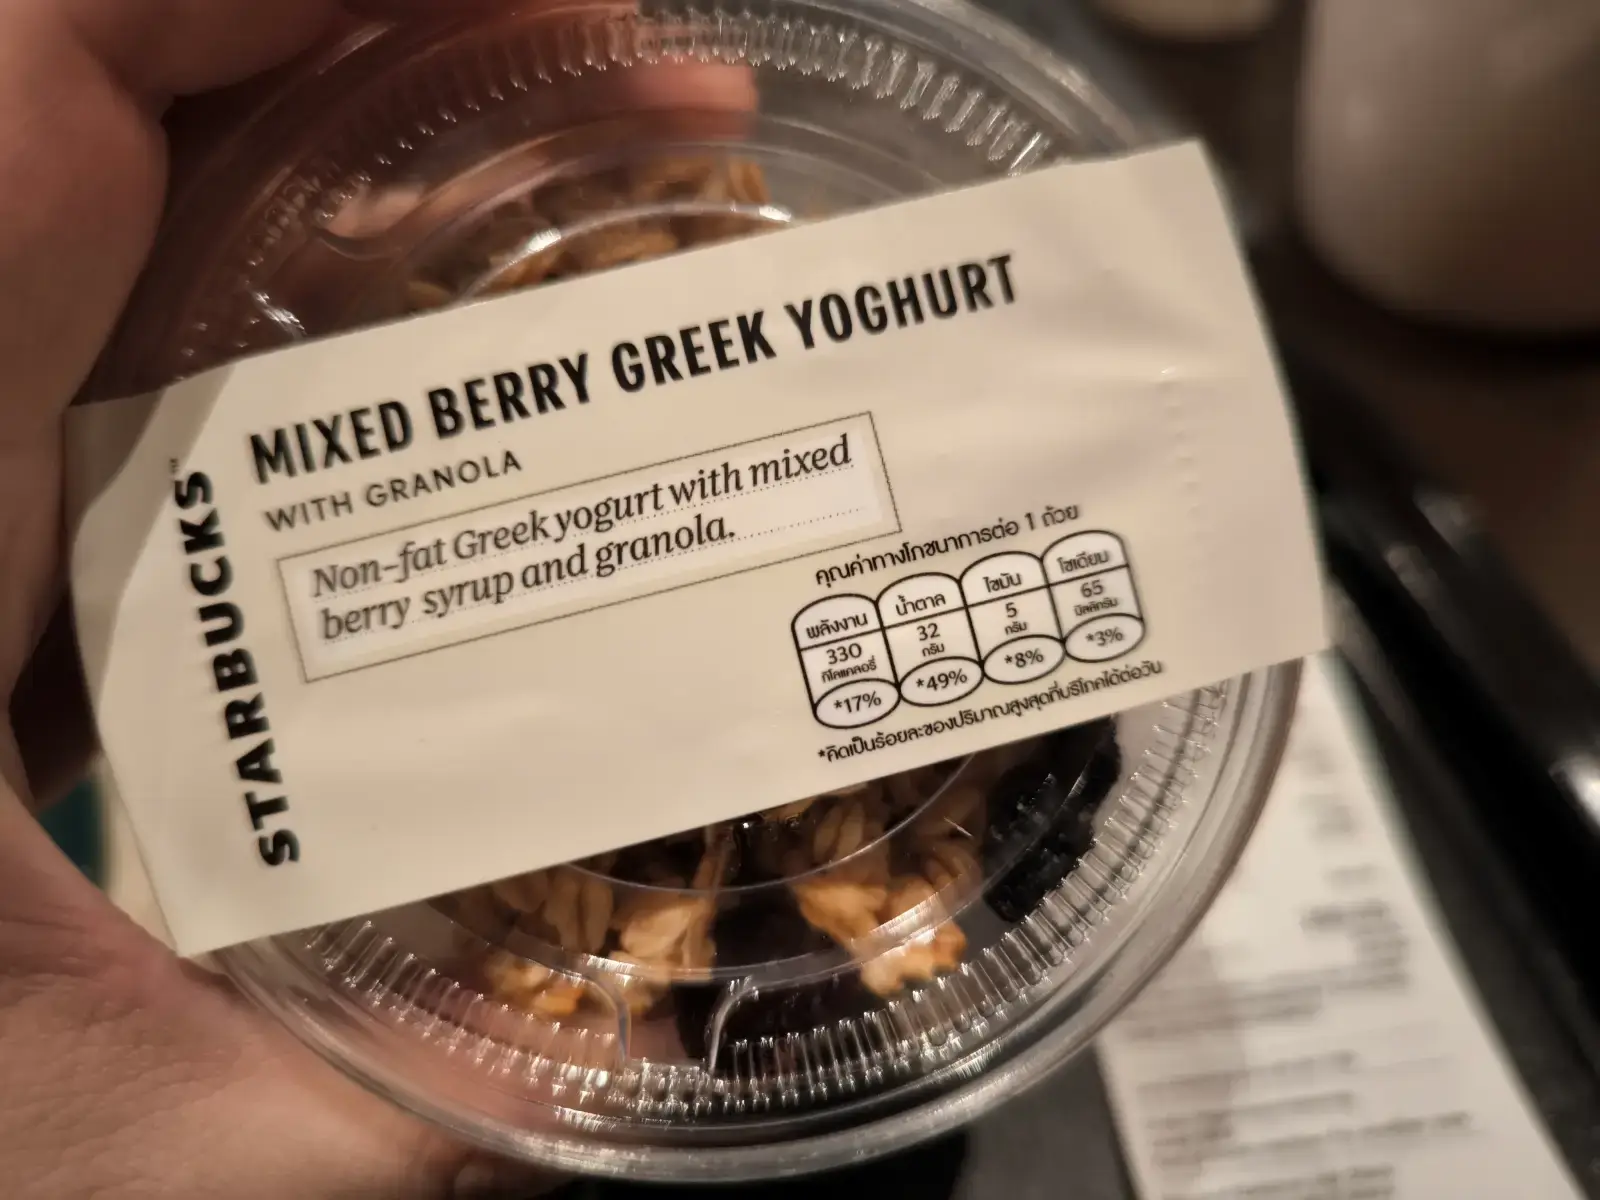 STARBUCKS™
MIXED BERRY GREEK YOGHURT
WITH GRANOLA
Non-fat Greek yogurt with mixed
berry syrup and granola.
คุณค่าทางโภชนาการต่อ 1 ถ้วย
พลังงาน น้ำตาล ไขมัน โซเดียม
330 32 5 65
กิโลแคลอรี่ กรัม กรัม มิลลิกรัม
*17% *49% *8% *3%
*คิดเป็นร้อยละของปริมาณสูงสุดที่บริโภคได้ต่อวัน